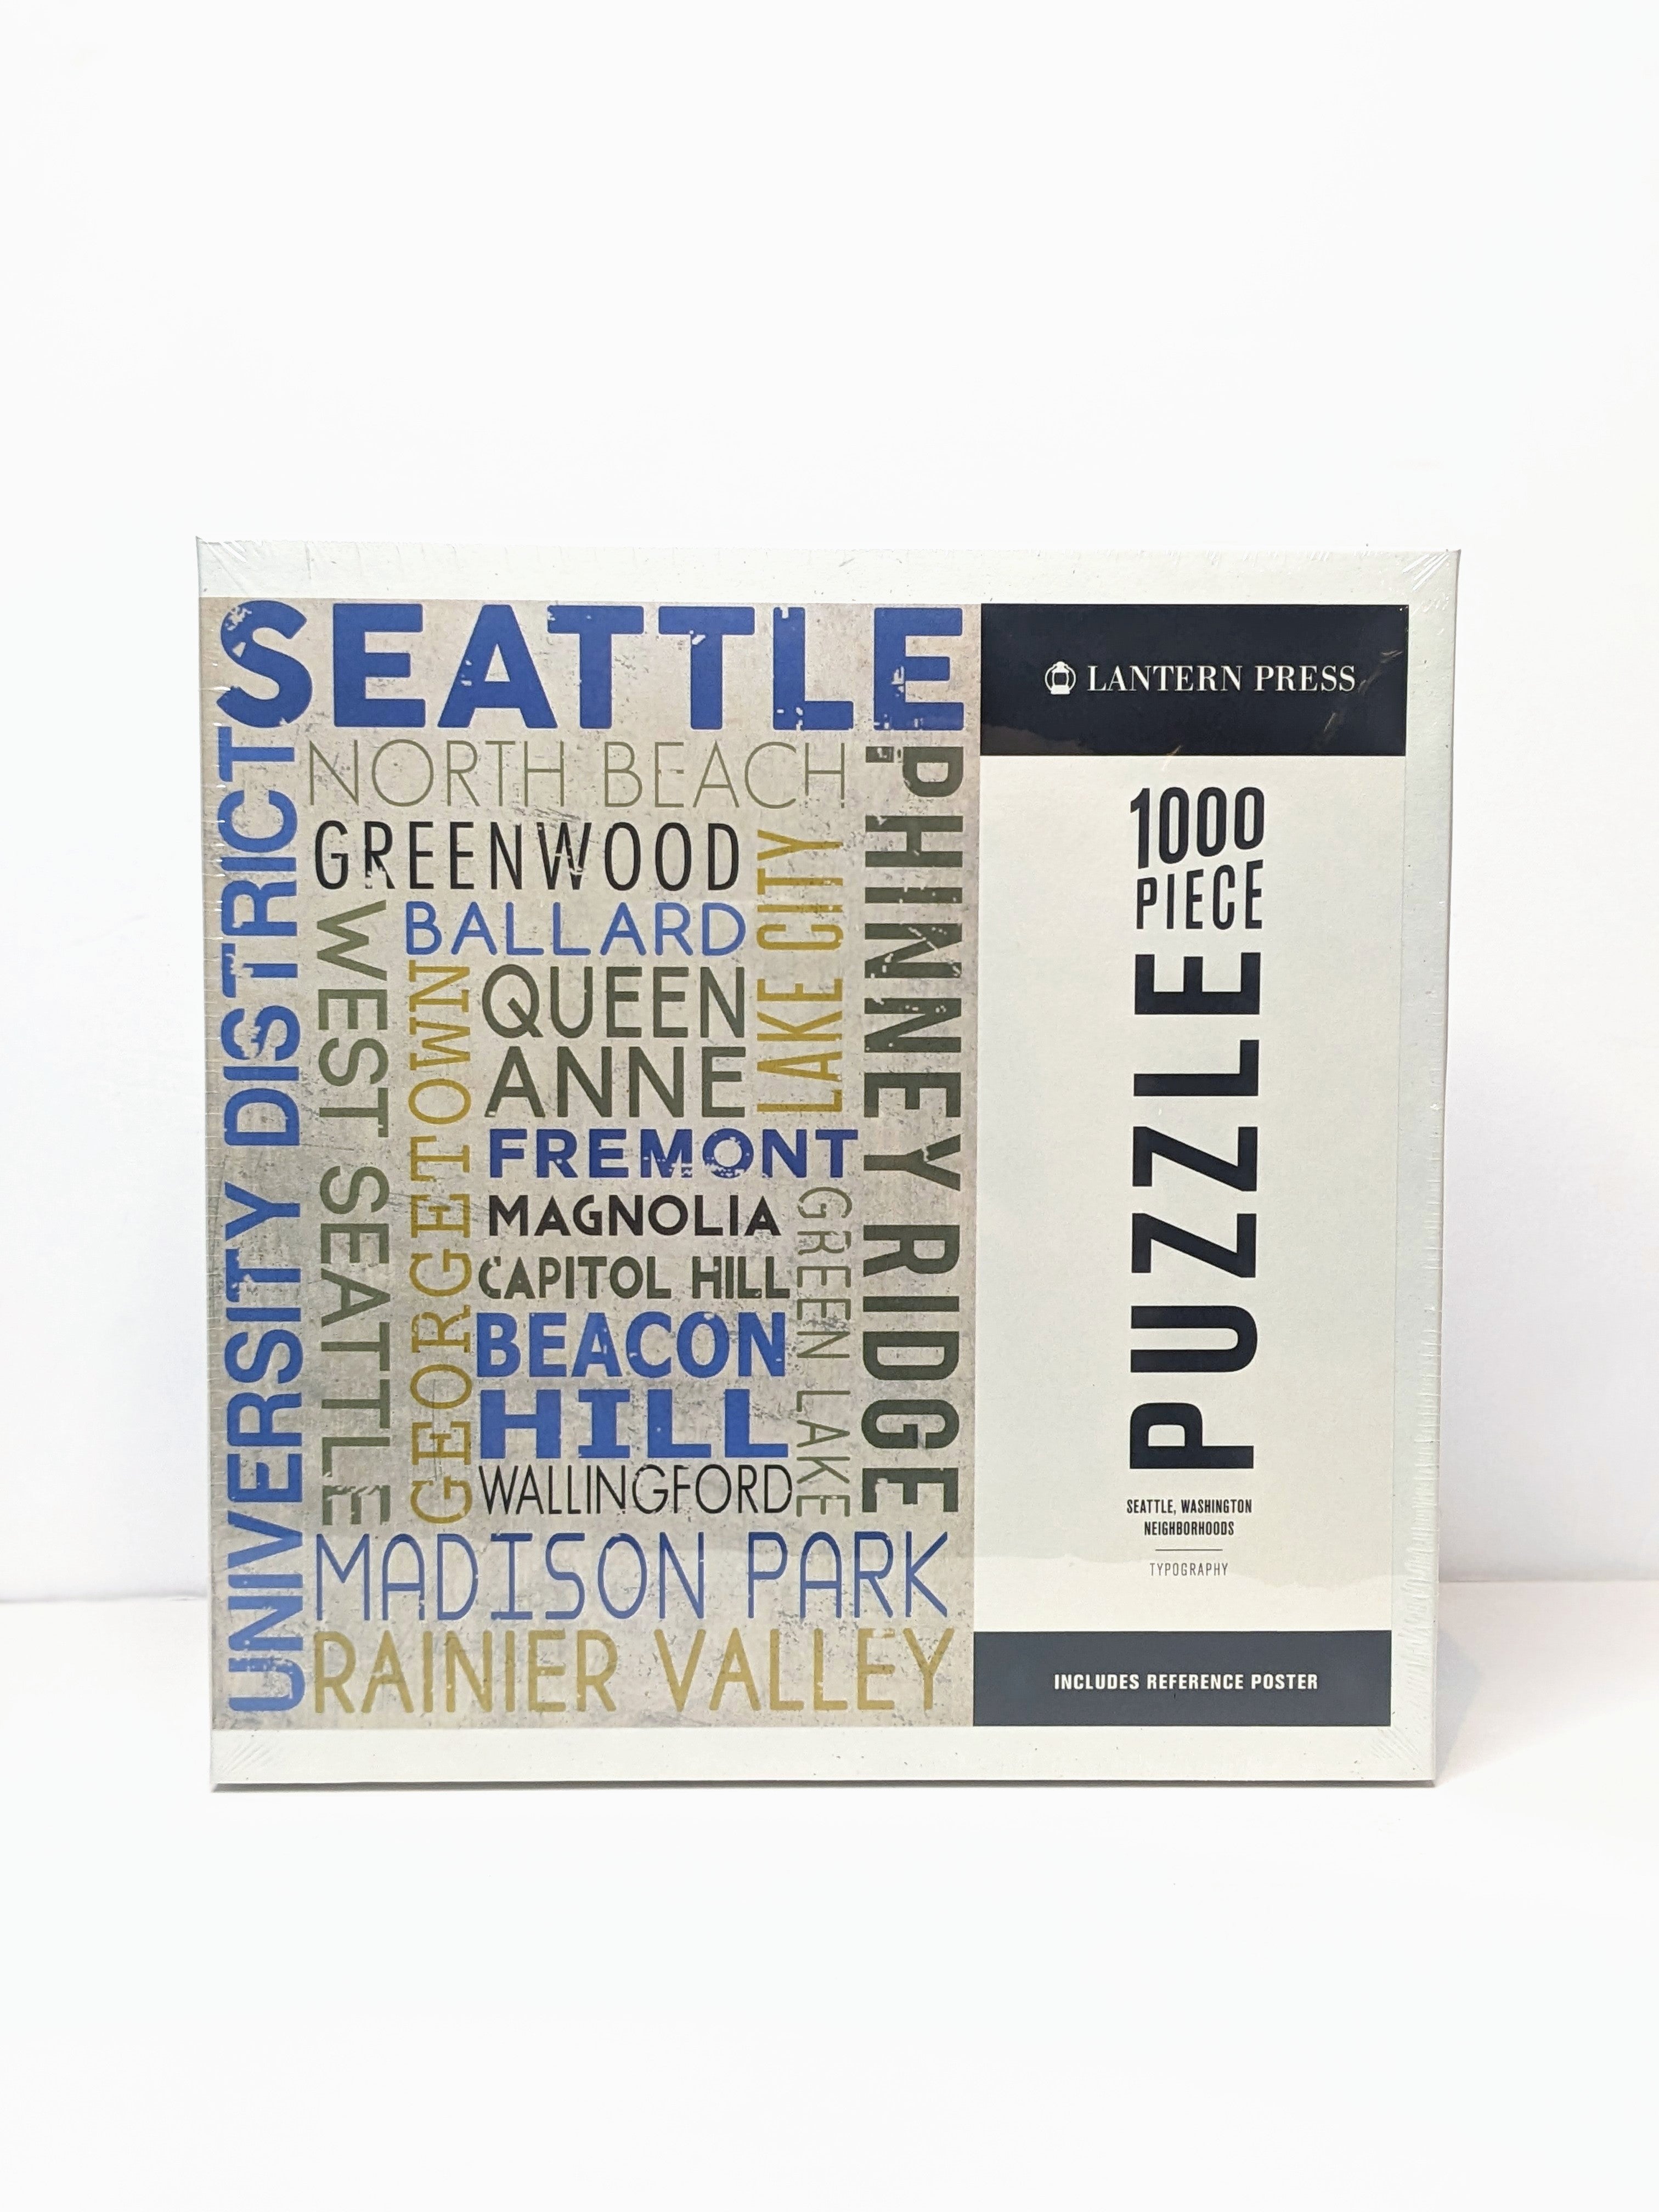 SEATTLE
UNIVERSITY DISTRICT
NORTH BEACH
GREENWOOD
WEST SEATTLE
BALLARD
GEORGETOWN
QUEEN
ANNE
LAKE CITY
PHINNEY RIDGE
FREMONT
MAGNOLIA
CAPITOL HILL
GREEN LAKE
BEACON
HILL
WALLINGFORD
MADISON PARK
RAINIER VALLEY
LANTERN PRESS
1000
PIECE
PUZZLE
SEATTLE, WASHINGTON
NEIGHBORHOODS
TYPOGRAPHY
INCLUDES REFERENCE POSTER